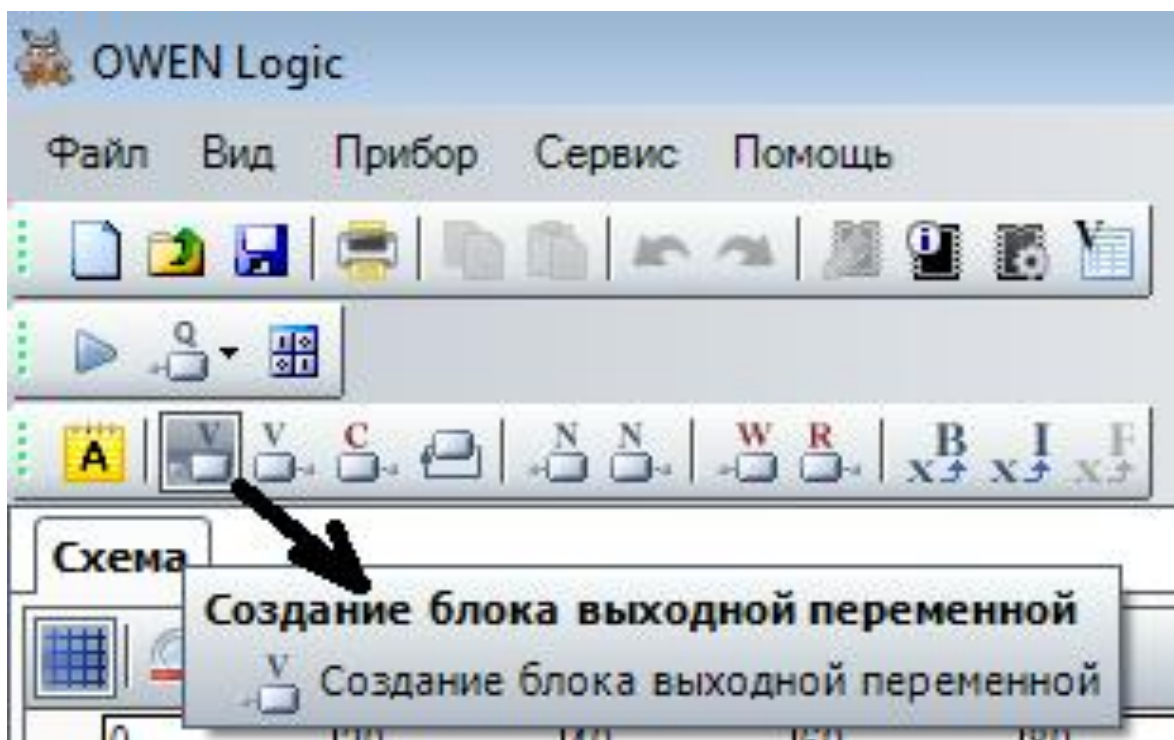 OWEN Logic
Файл Вид Прибор Сервис Помощь
i V
Q
A V V C N N W R B I F
X X X
Схема
Создание блока выходной переменной
V Создание блока выходной переменной